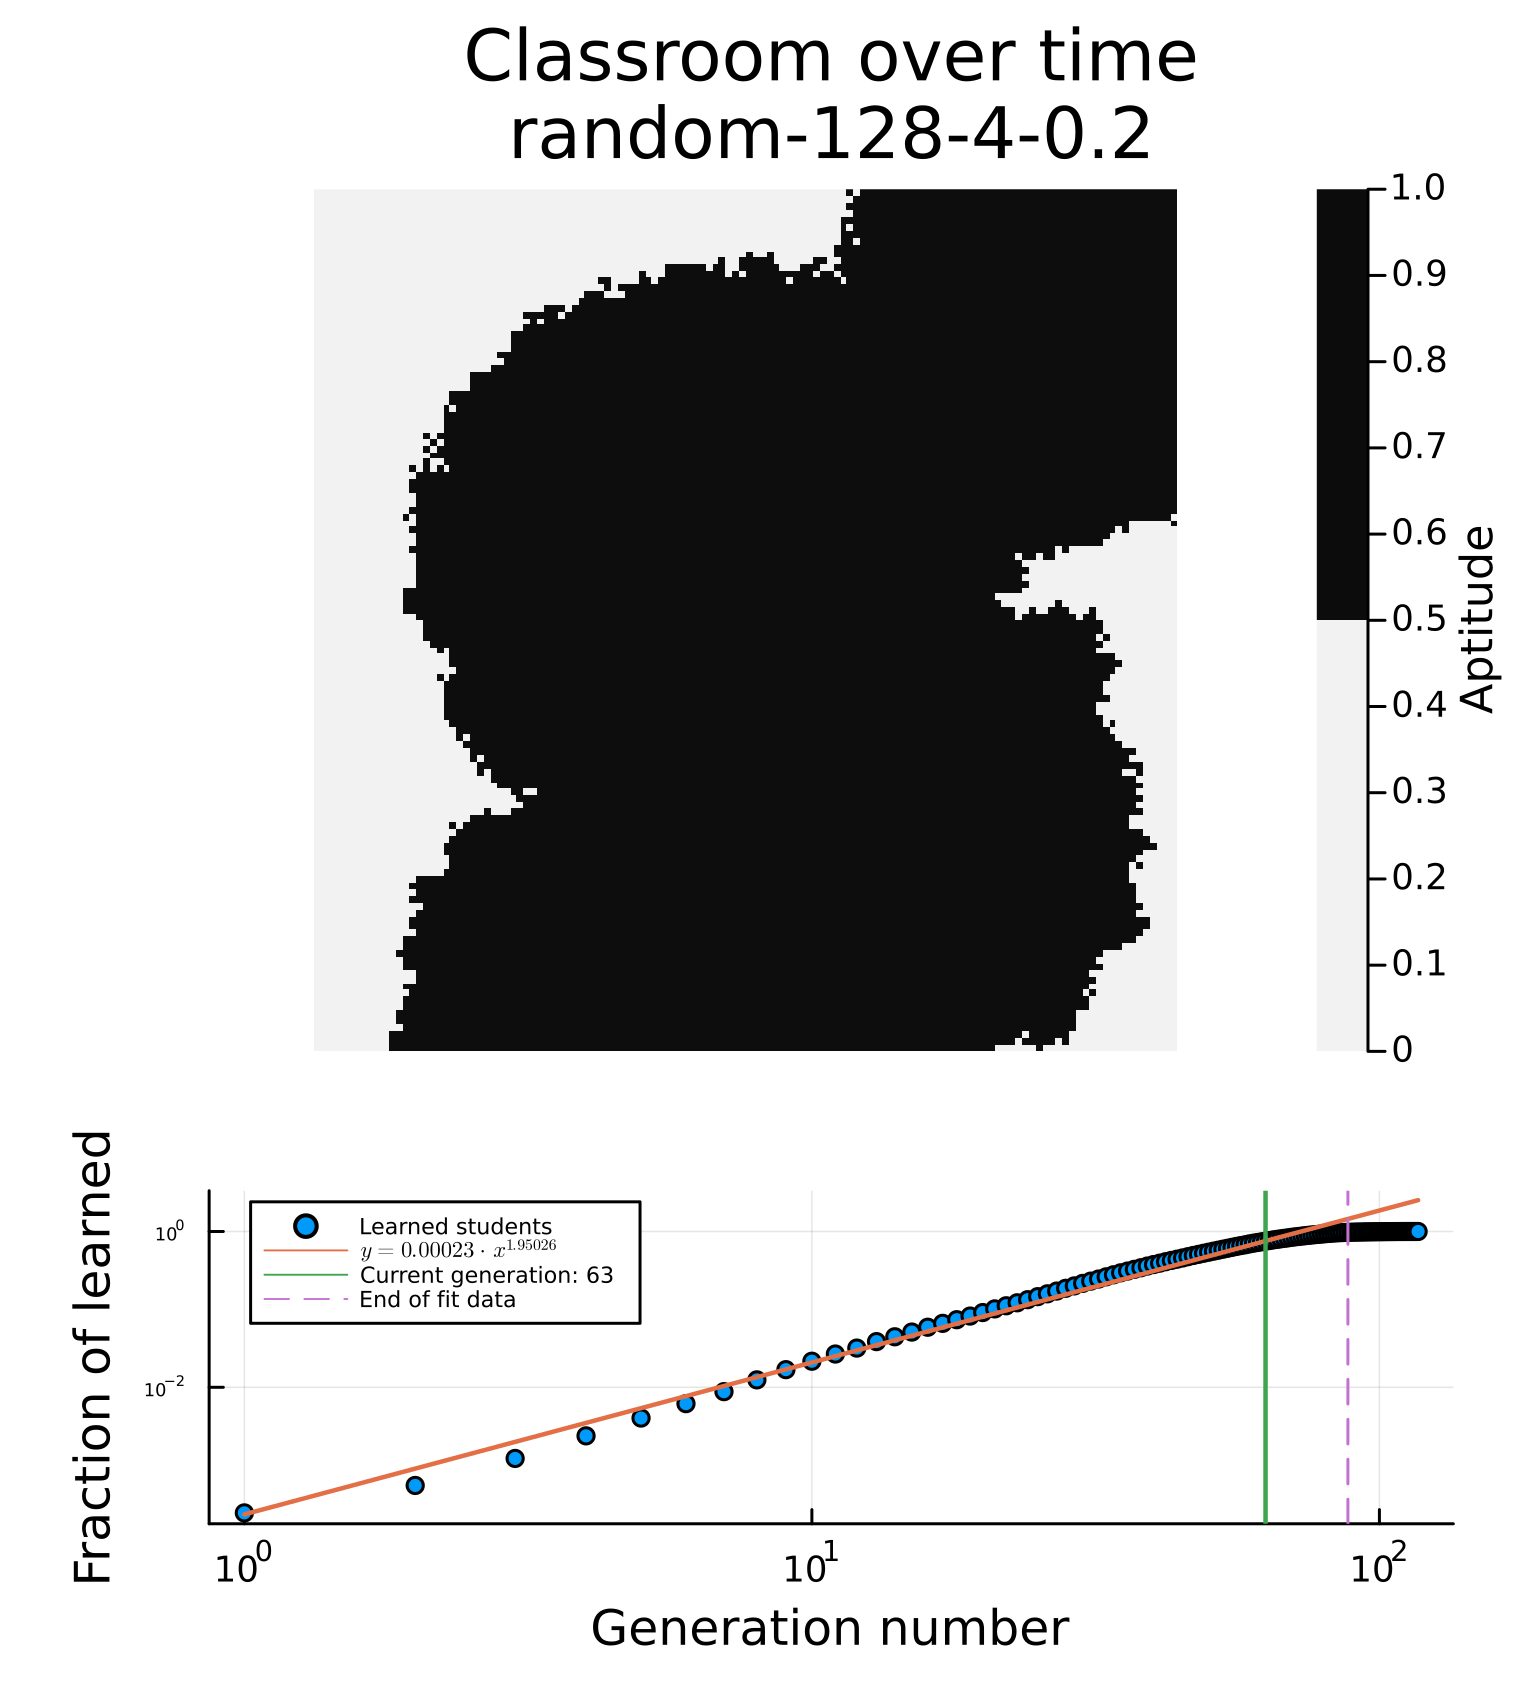 Classroom over time
random-128-4-0.2
1.0
0.9
0.8
0.7
0.6
0.5
0.4
0.3
0.2
0.1
0
Aptitude
Fraction of learned
10⁰
10⁻²
Learned students
y = 0.00023 · x^1.95026
Current generation: 63
End of fit data
10⁰
10¹
10²
Generation number